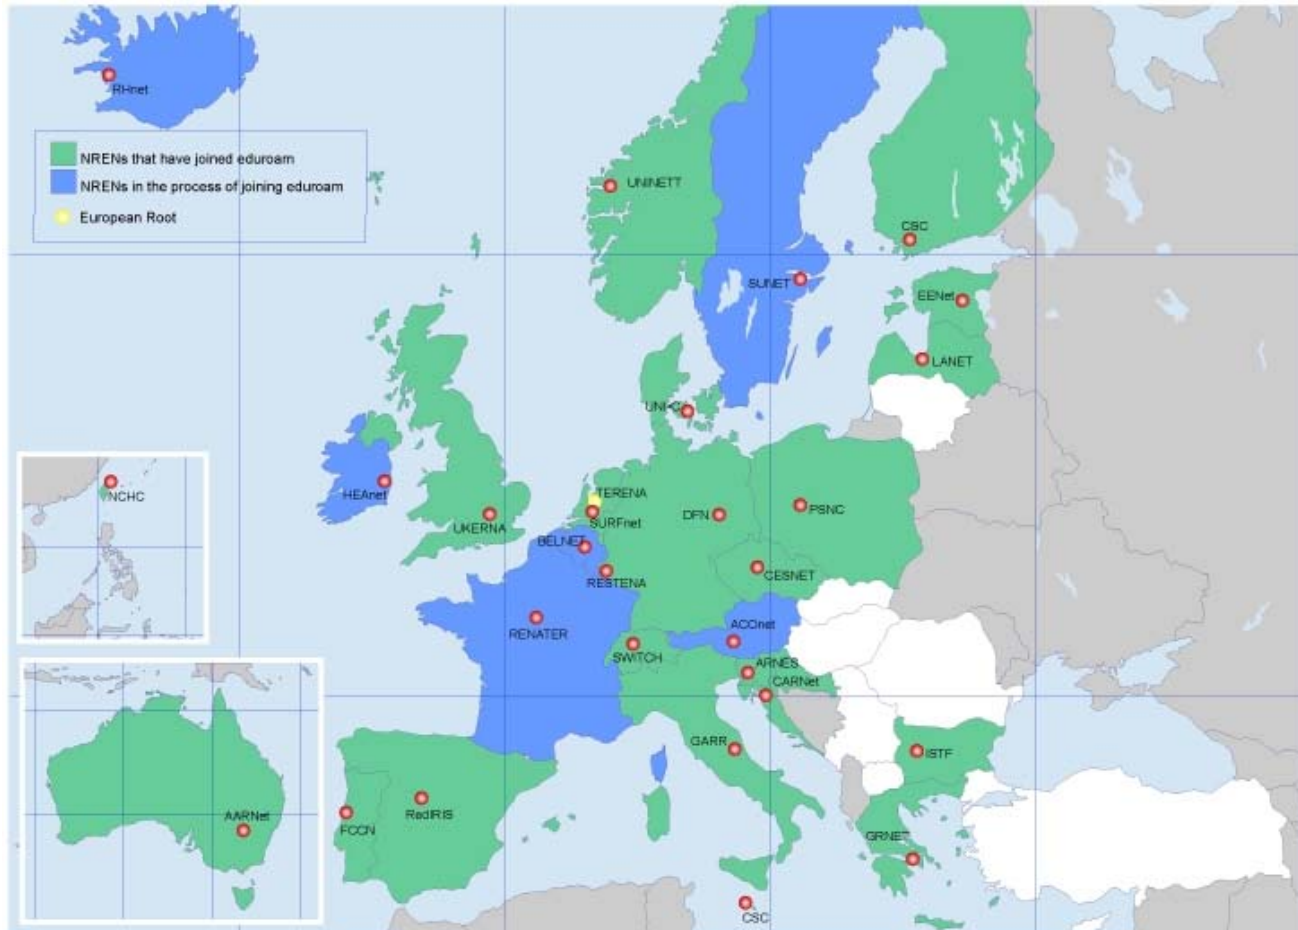 RHnet
NRENs that have joined eduroam
NRENs in the process of joining eduroam
European Root
UNINETT
CSC
SUNET
EENet
LANET
UNI-C
NCHC
HEAnet
TERENA
UKERNA
SURFnet
DFN
PSNC
BELNET
RESTENA
CESNET
RENATER
ACOnet
SWITCH
ARNES
CARNet
GARR
ISTF
AARNet
FCCN
RedIRIS
GRNET
CSC